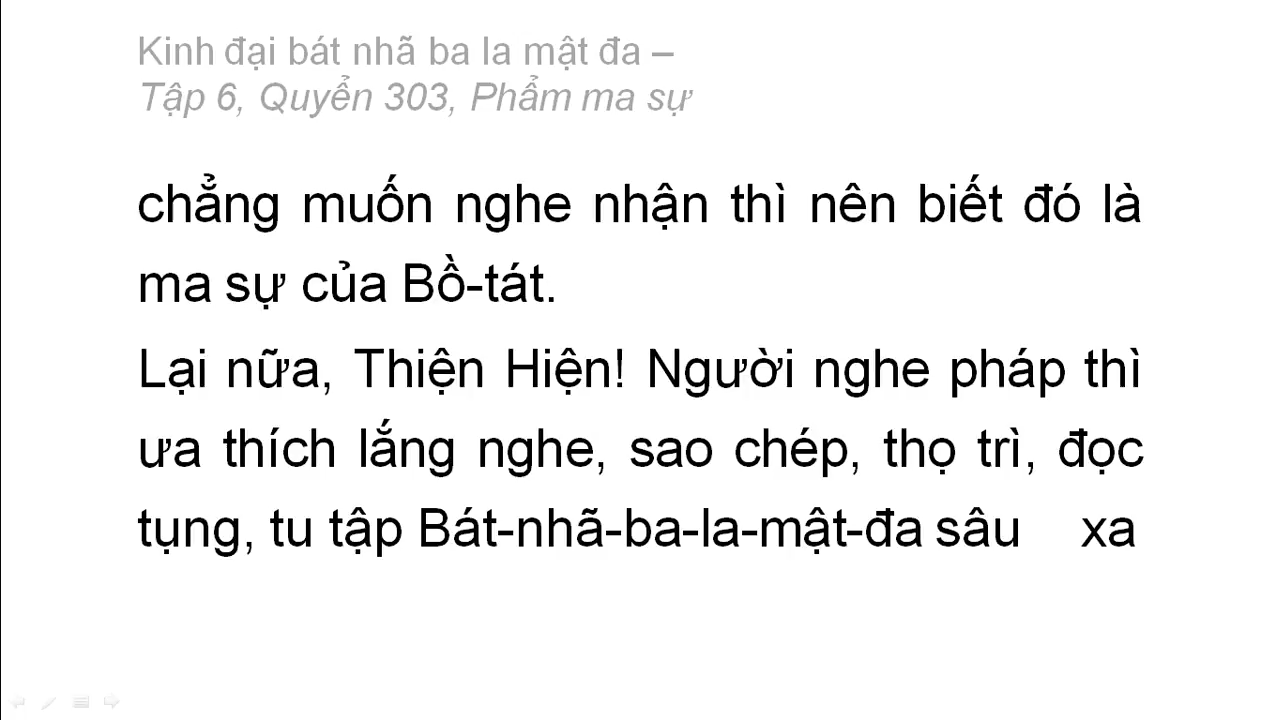 Kinh đại bát nhã ba la mật đa –
Tập 6, Quyển 303, Phẩm ma sự
chẳng muốn nghe nhận thì nên biết đó là
ma sự của Bồ-tát.
Lại nữa, Thiện Hiện! Người nghe pháp thì
ưa thích lắng nghe, sao chép, thọ trì, đọc
tụng, tu tập Bát-nhã-ba-la-mật-đa sâu xa